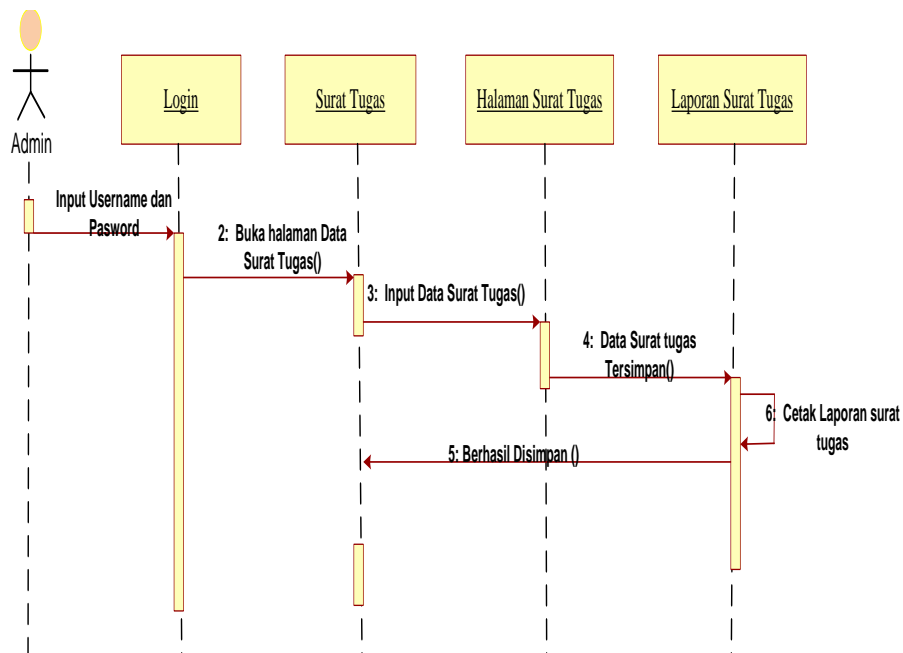 Admin
Login
Surat Tugas
Halaman Surat Tugas
Laporan Surat Tugas
Input Username dan
Pasword
2: Buka halaman Data
Surat Tugas()
3: Input Data Surat Tugas()
4: Data Surat tugas
Tersimpan()
6: Cetak Laporan surat
tugas
5: Berhasil Disimpan ()